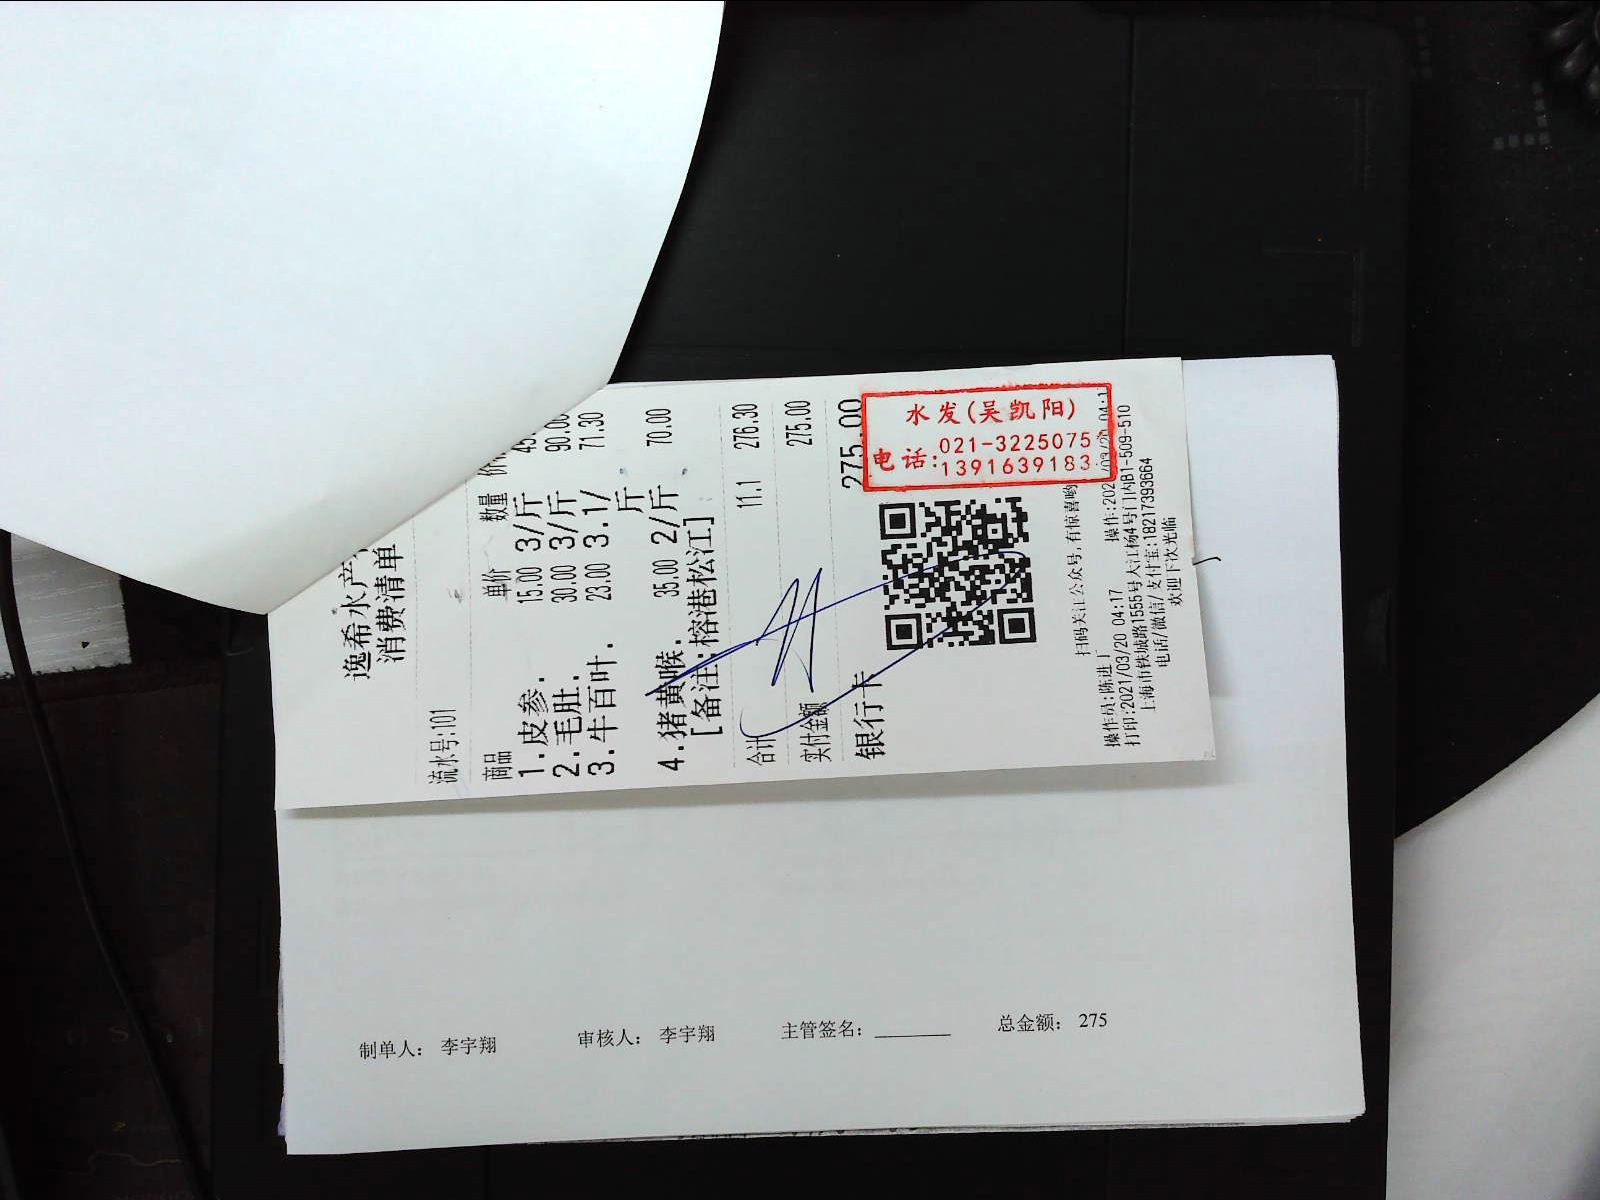 逸希水产
消费清单
流水号:101
商品 单价 数量
1.皮参. 15.00 3/斤
2.毛肚. 30.00 3/斤 90.00
3.牛百叶. 23.00 3.1/斤 71.30
4.猪黄喉. 35.00 2/斤 70.00
[备注:榕港松江]
合计 11.1 276.30
实付金额 275.00
银行卡 275.00
水发(吴凯阳)
电话:021-3225075
1391639183
扫码关注公众号,有惊喜哟
操作员:陈进丁
打印:2021/03/20 04:17
上海市铁城路1555号大江杨4号门内B1-509-510
电话/微信/支付宝:18217393664
欢迎下次光临
制单人： 李宇翔 审核人： 李宇翔 主管签名： 总金额： 275